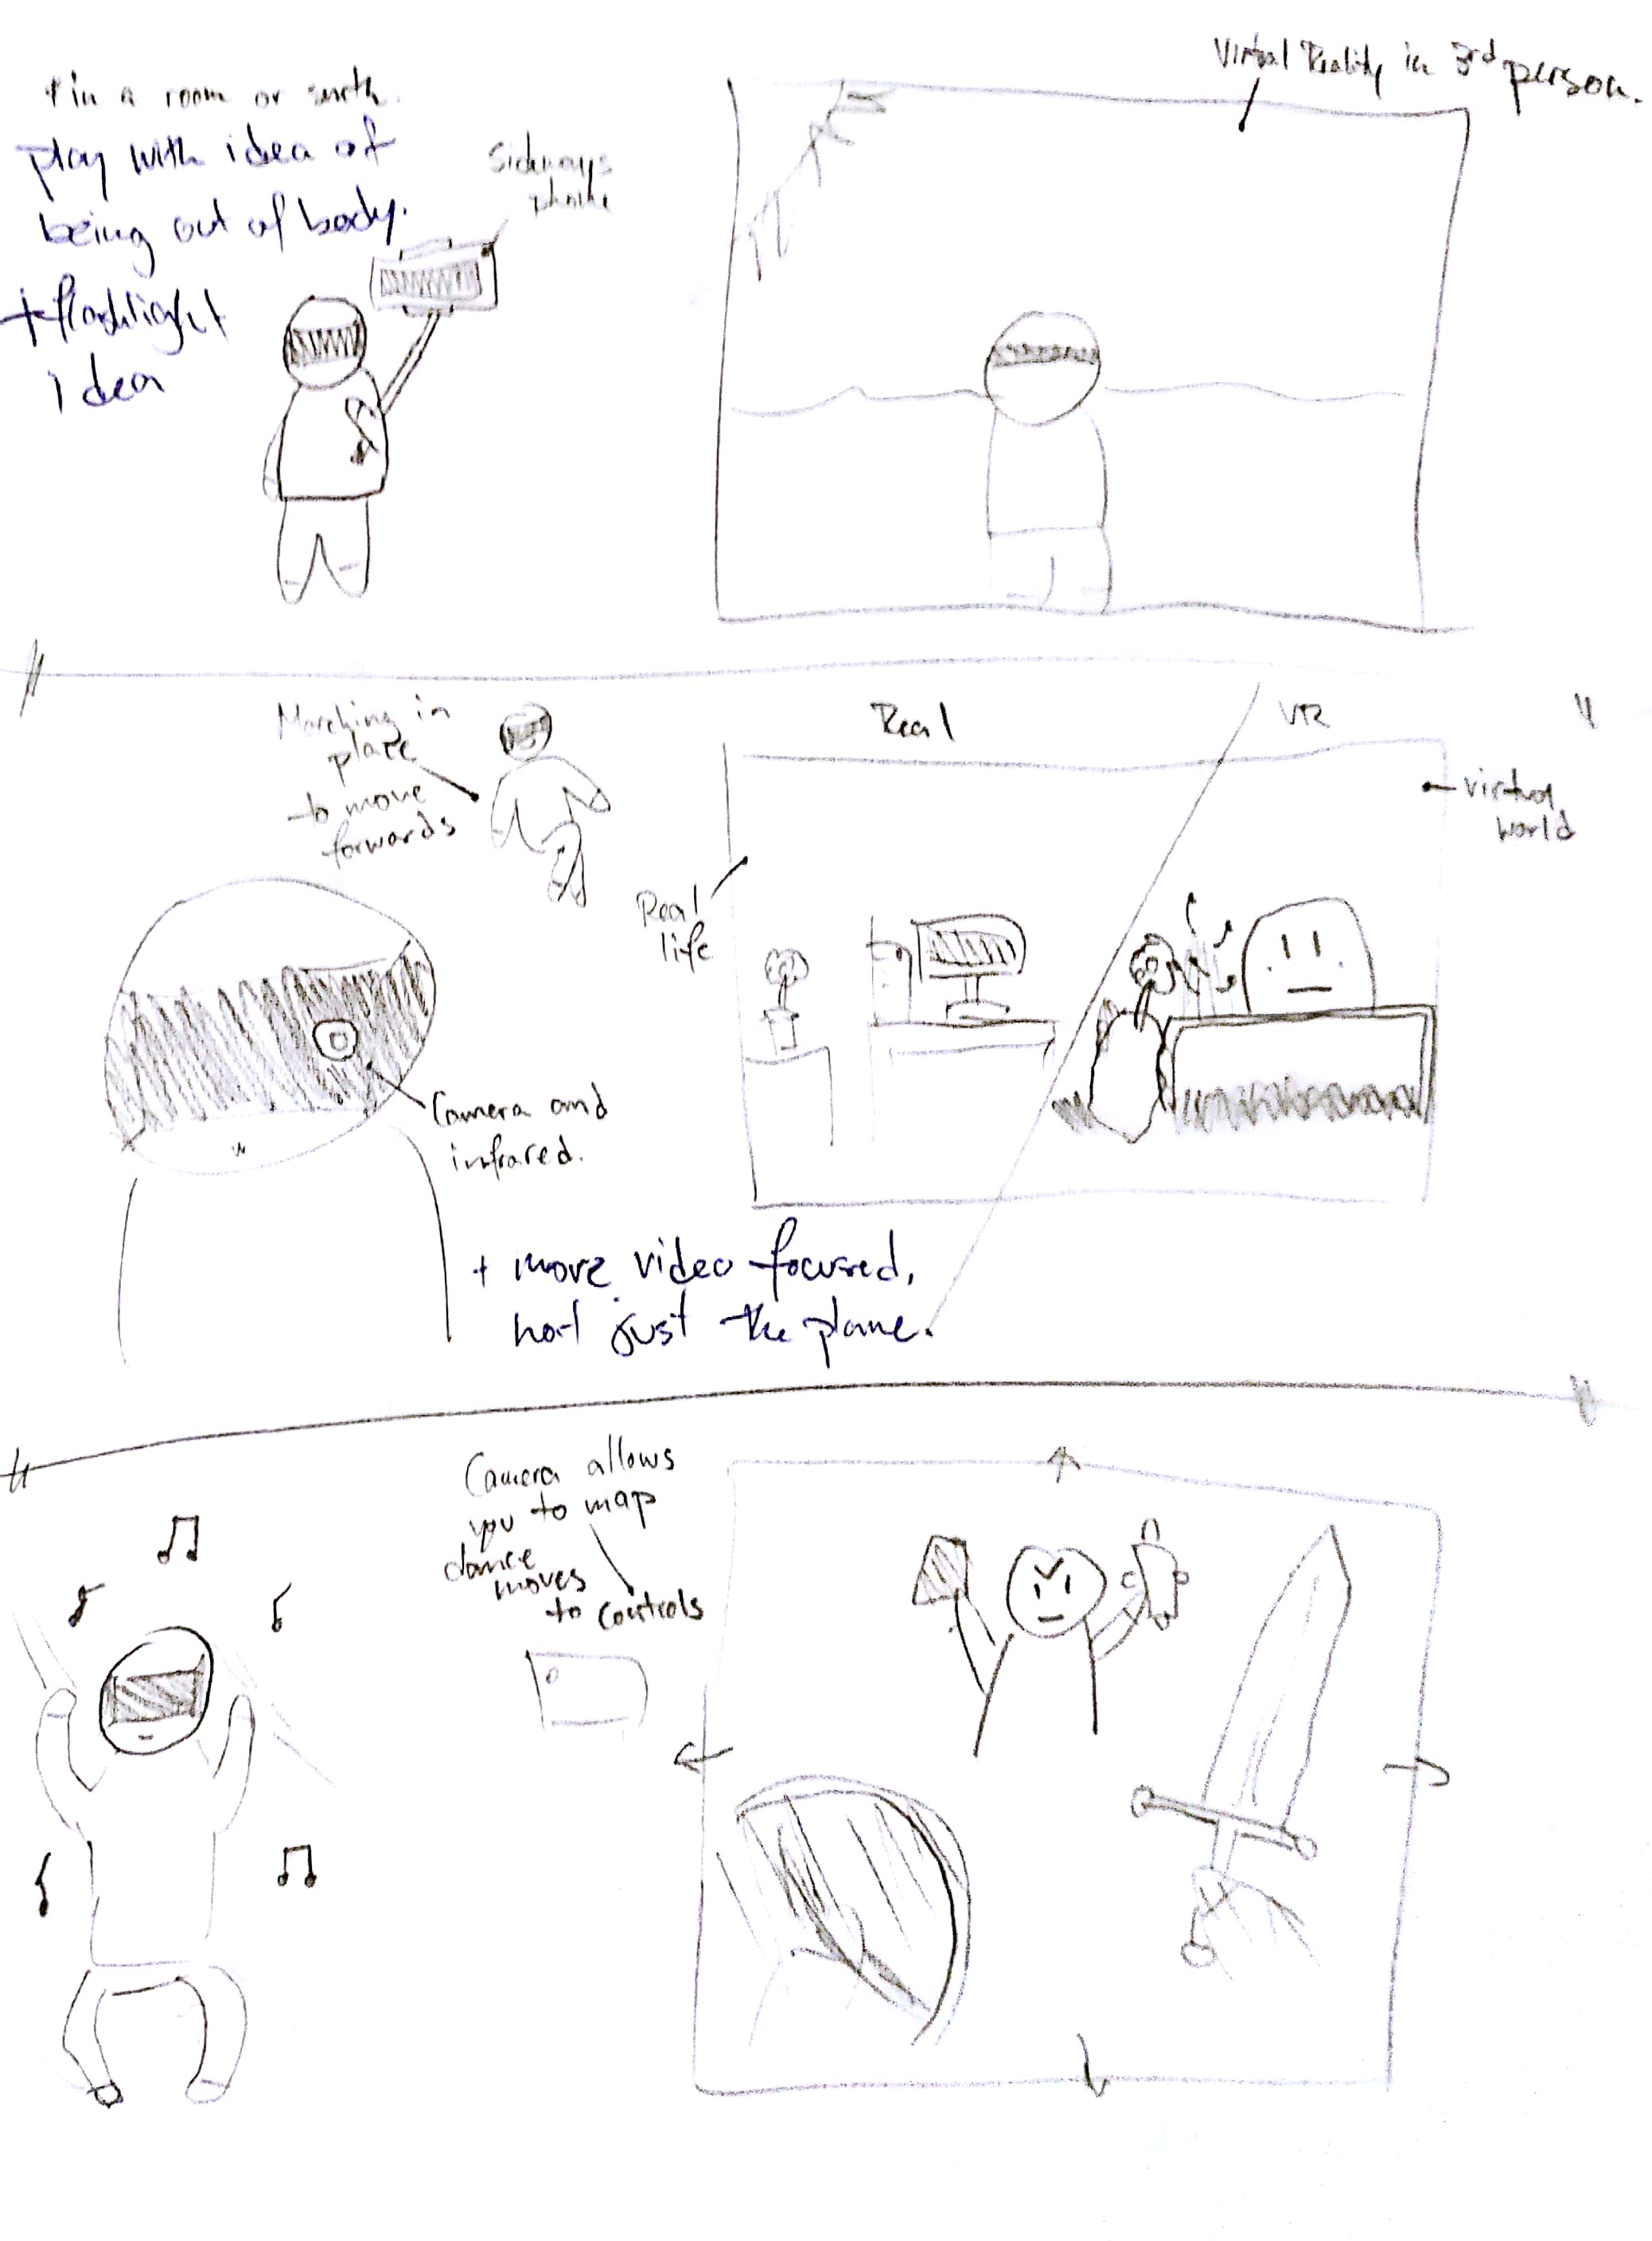 + in a room or smth.
play with idea of
being out of body.
+ flashlight
idea
Sideways
phone
Virtual Reality in 3rd person.
Marching in
place
to move
forwards
Real
VR
virtual
world
Real
life
Camera and
infrared.
+ more video focused,
not just the plane.
Camera allows
you to map
dance
moves
to controls